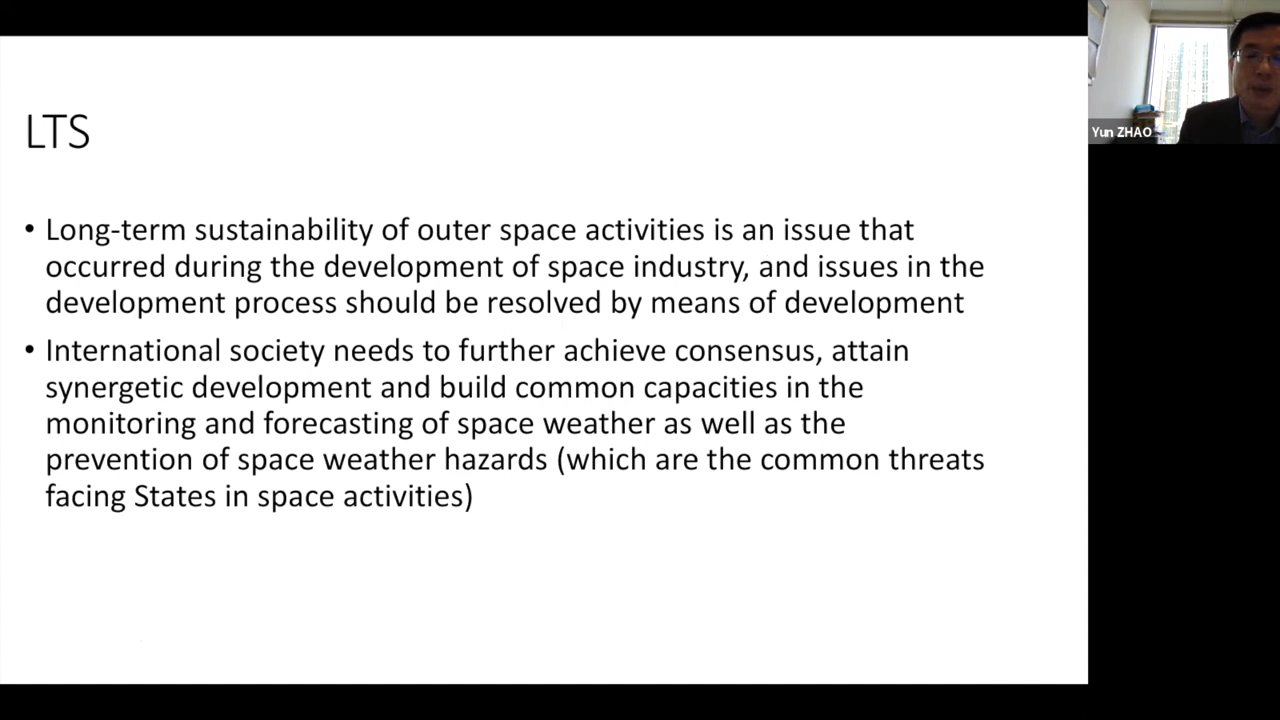 LTS
• Long-term sustainability of outer space activities is an issue that
occurred during the development of space industry, and issues in the
development process should be resolved by means of development
• International society needs to further achieve consensus, attain
synergetic development and build common capacities in the
monitoring and forecasting of space weather as well as the
prevention of space weather hazards (which are the common threats
facing States in space activities)
Yun ZHAO